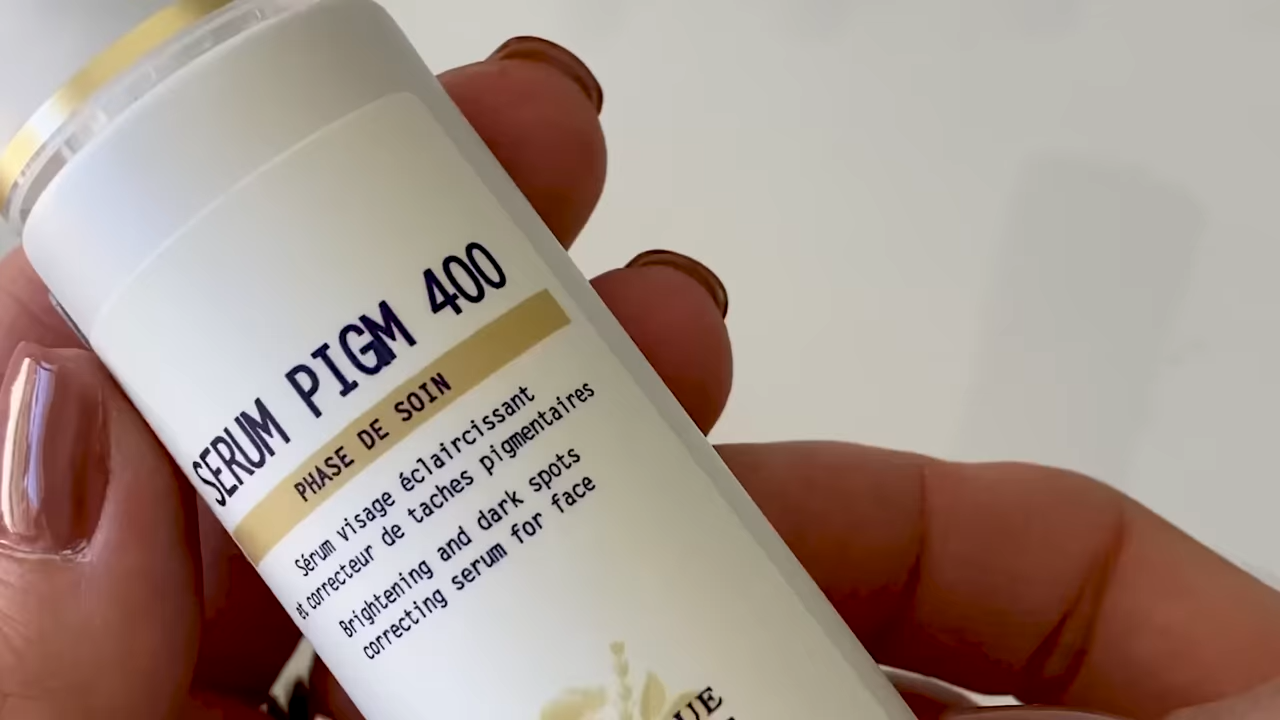 SERUM PIGM 400
PHASE DE SOIN
Sérum visage éclaircissant
et correcteur de taches pigmentaires
Brightening and dark spots
correcting serum for face